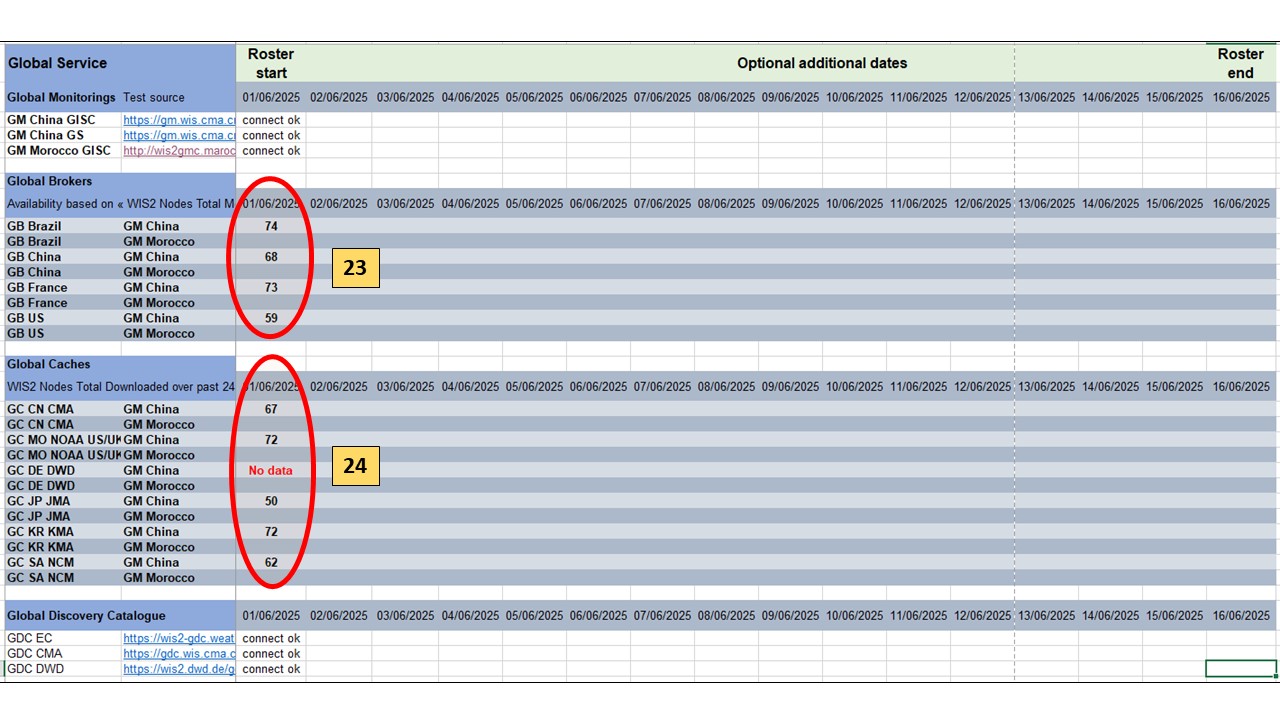 Global Service Roster start Optional additional dates Roster end
Global Monitorings Test source 01/06/2025 02/06/2025 03/06/2025 04/06/2025 05/06/2025 06/06/2025 07/06/2025 08/06/2025 09/06/2025 10/06/2025 11/06/2025 12/06/2025 13/06/2025 14/06/2025 15/06/2025 16/06/2025
GM China GISC https://gm.wis.cma.c connect ok
GM China GS https://gm.wis.cma.c connect ok
GM Morocco GISC http://wis2gmc.maroc connect ok
Global Brokers
Availability based on « WIS2 Nodes Total M 01/06/2025 02/06/2025 03/06/2025 04/06/2025 05/06/2025 06/06/2025 07/06/2025 08/06/2025 09/06/2025 10/06/2025 11/06/2025 12/06/2025 13/06/2025 14/06/2025 15/06/2025 16/06/2025
GB Brazil GM China 74
GB Brazil GM Morocco
GB China GM China 68
23
GB China GM Morocco
GB France GM China 73
GB France GM Morocco
GB US GM China 59
GB US GM Morocco
Global Caches
WIS2 Nodes Total Downloaded over past 24 01/06/2025 02/06/2025 03/06/2025 04/06/2025 05/06/2025 06/06/2025 07/06/2025 08/06/2025 09/06/2025 10/06/2025 11/06/2025 12/06/2025 13/06/2025 14/06/2025 15/06/2025 16/06/2025
GC CN CMA GM China 67
GC CN CMA GM Morocco
GC MO NOAA US/UK GM China 72
GC MO NOAA US/UK GM Morocco
24
GC DE DWD GM China No data
GC DE DWD GM Morocco
GC JP JMA GM China 50
GC JP JMA GM Morocco
GC KR KMA GM China 72
GC KR KMA GM Morocco
GC SA NCM GM China 62
GC SA NCM GM Morocco
Global Discovery Catalogue 01/06/2025 02/06/2025 03/06/2025 04/06/2025 05/06/2025 06/06/2025 07/06/2025 08/06/2025 09/06/2025 10/06/2025 11/06/2025 12/06/2025 13/06/2025 14/06/2025 15/06/2025 16/06/2025
GDC EC https://wis2-gdc.weat connect ok
GDC CMA https://gdc.wis.cma.c connect ok
GDC DWD https://wis2.dwd.de/g connect ok